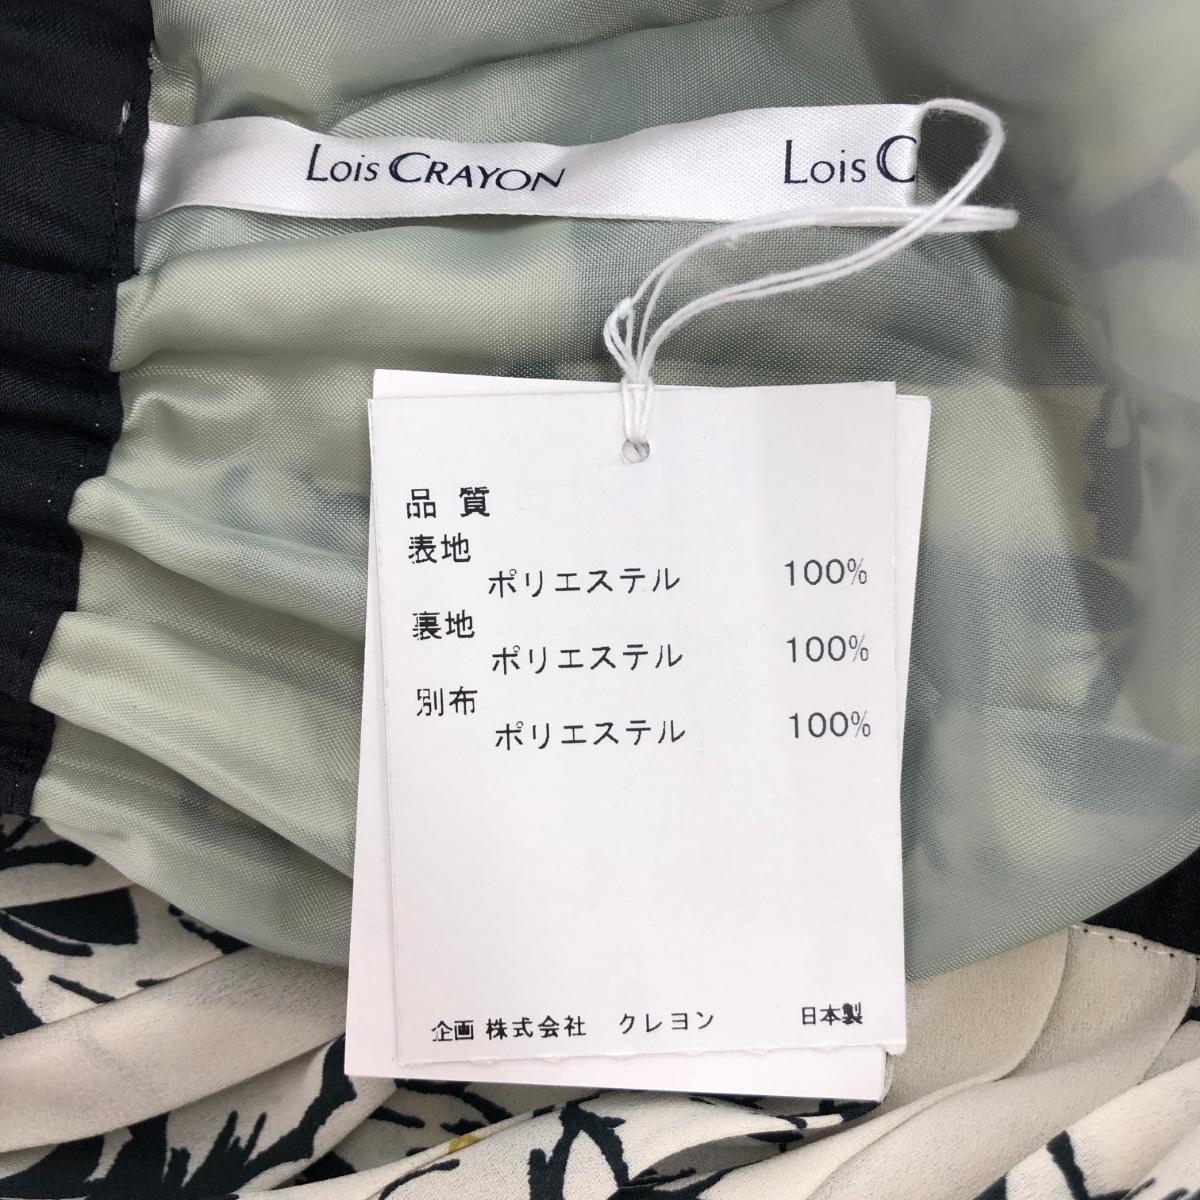 Lois CRAYON
Lois C
品質
表地
ポリエステル 100%
裏地
ポリエステル 100%
別布
ポリエステル 100%
企画 株式会社 クレヨン 日本製